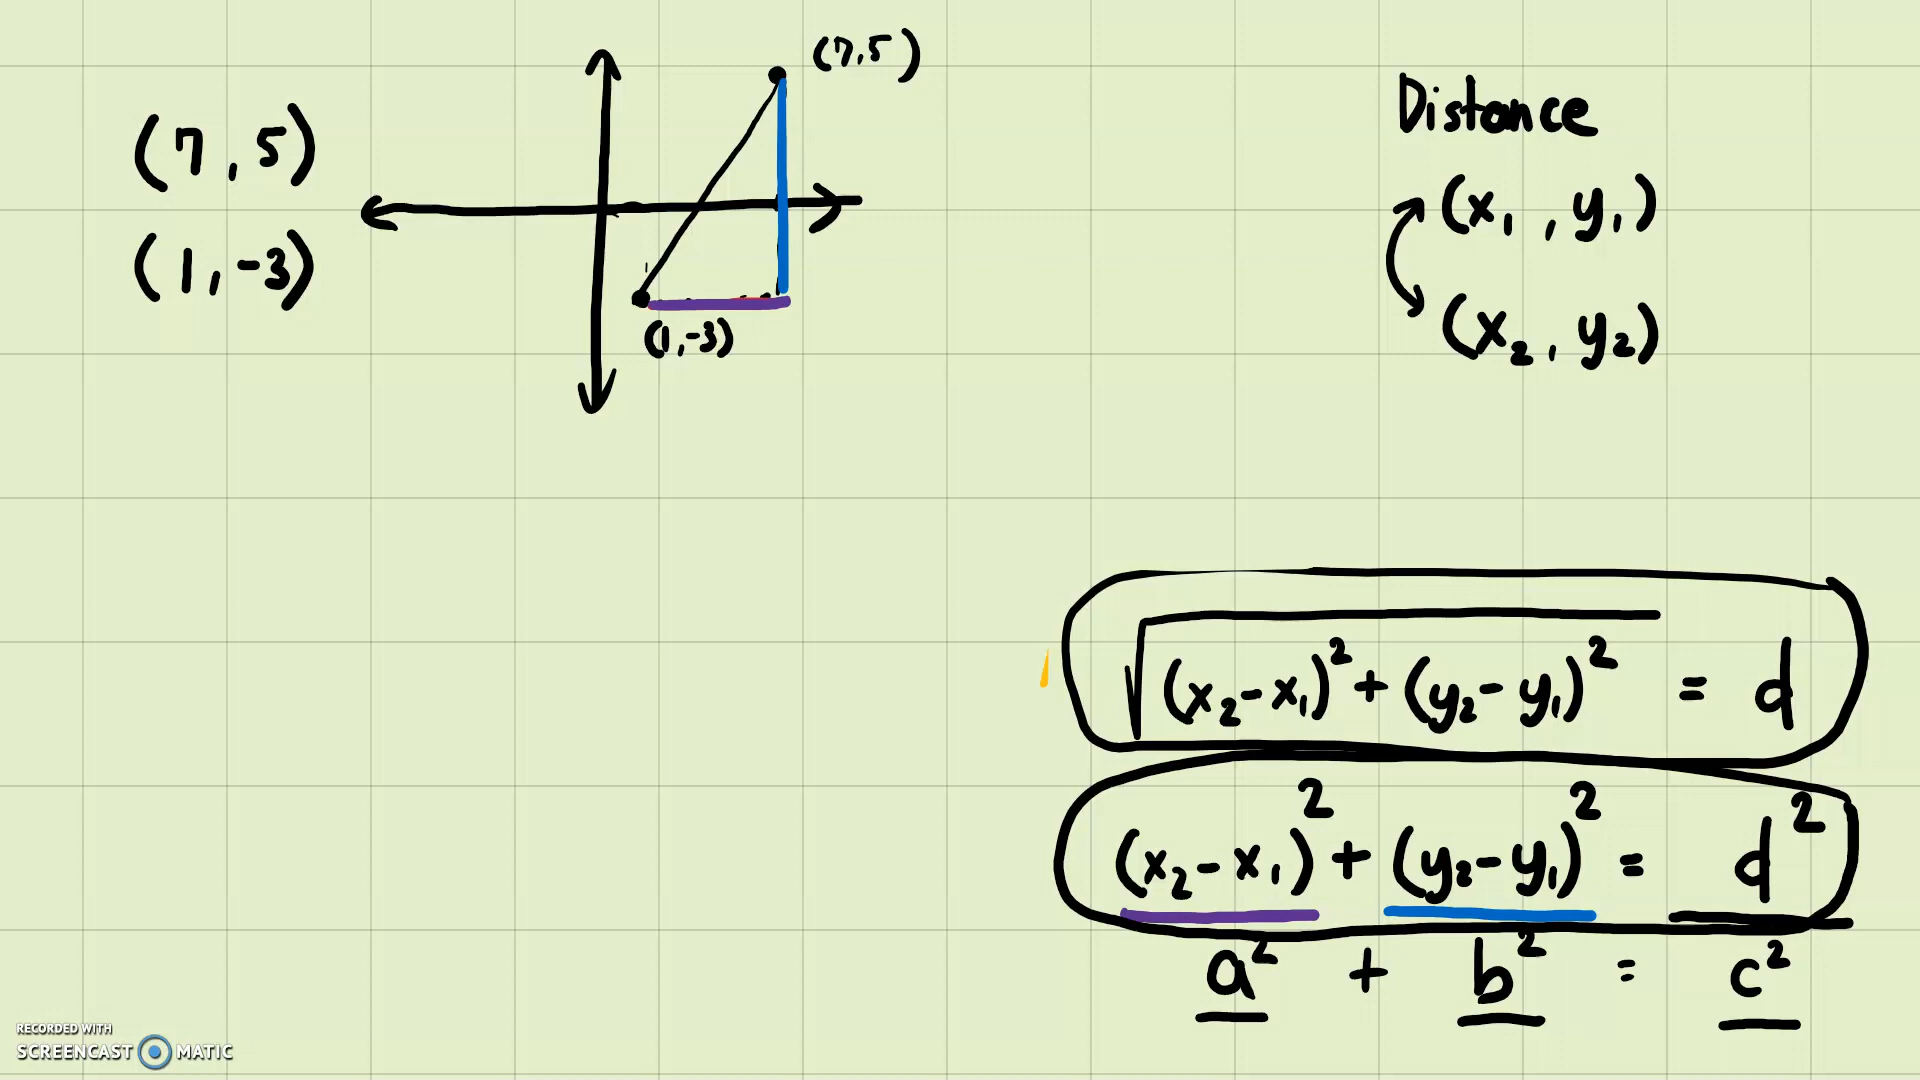 (7,5)
(7,5)
(1,-3)
(1,-3)
Distance
(x₁, y₁)
(x₂, y₂)
√(x₂-x₁)²+(y₂-y₁)² = d
(x₂-x₁)²+(y₂-y₁)² = d²
a² + b² = c²
RECORDED WITH
SCREENCAST MATIC